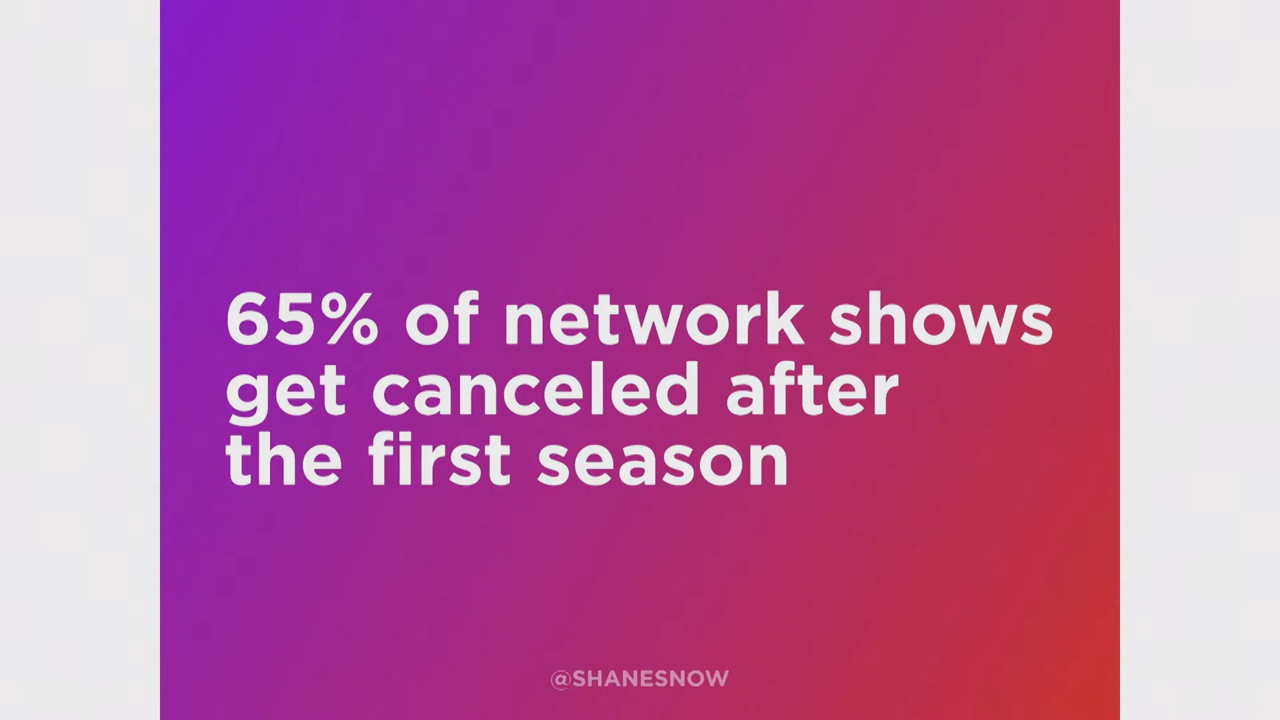 65% of network shows
get canceled after
the first season
@SHANESNOW